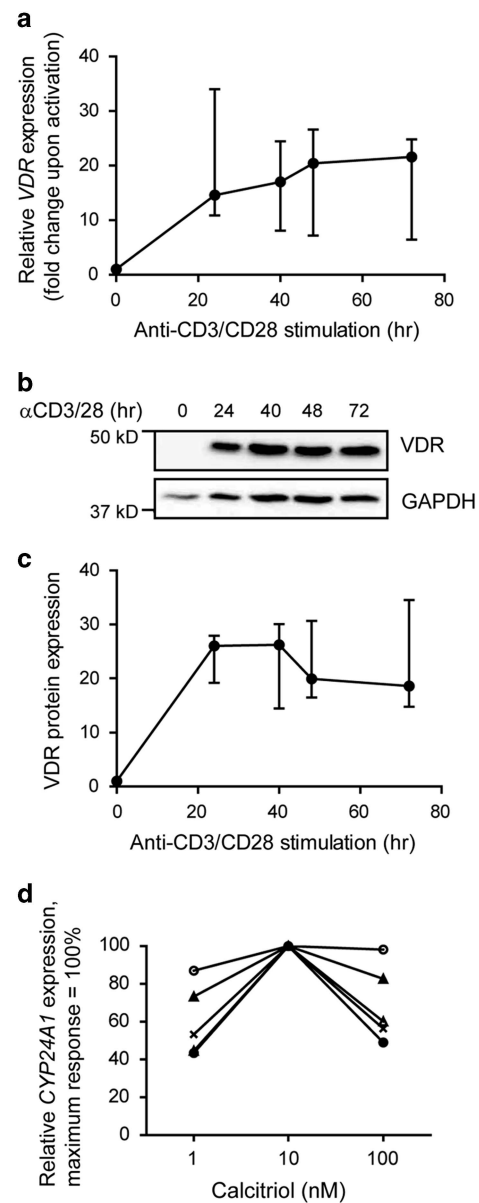 a
Relative VDR expression
(fold change upon activation)
40
30
20
10
0
0 20 40 60 80
Anti-CD3/CD28 stimulation (hr)
b
αCD3/28 (hr) 0 24 40 48 72
50 kD
VDR
GAPDH
37 kD
c
VDR protein expression
40
30
20
10
0
0 20 40 60 80
Anti-CD3/CD28 stimulation (hr)
d
Relative CYP24A1 expression,
maximum response = 100%
100
80
60
40
20
0
1 10 100
Calcitriol (nM)